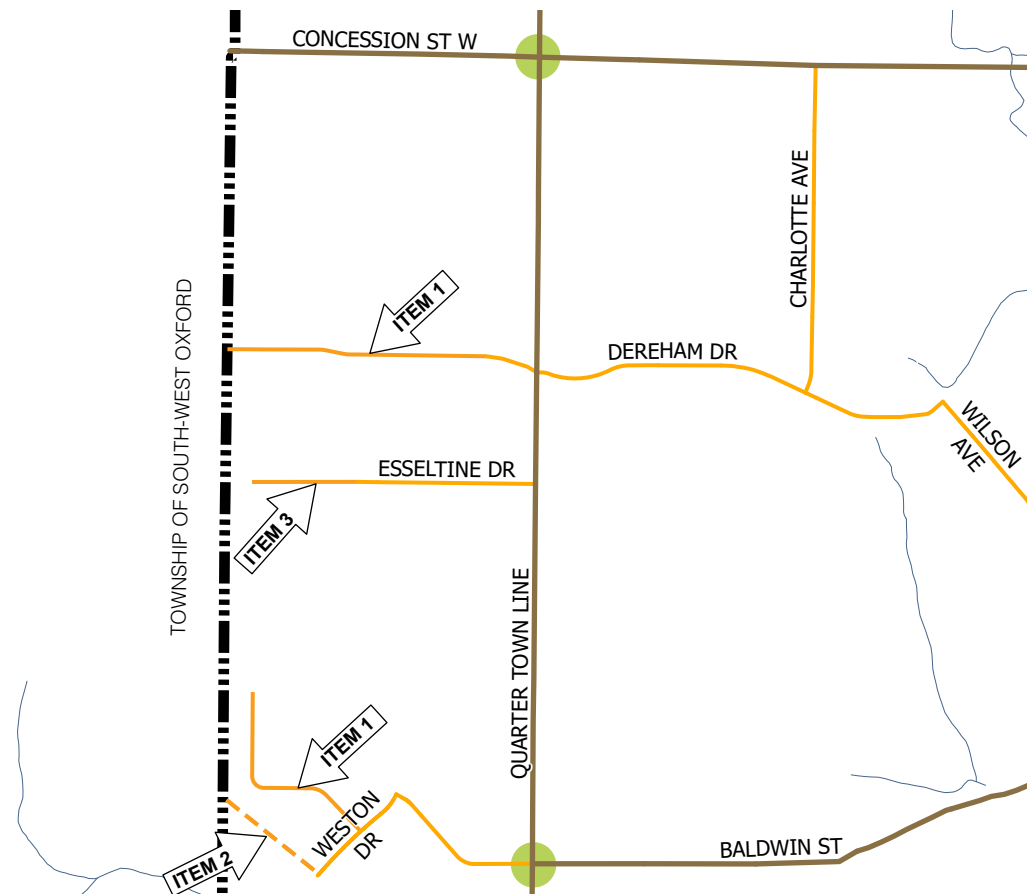 CONCESSION ST W
CHARLOTTE AVE
TOWNSHIP OF SOUTH-WEST OXFORD
ITEM 1
DEREHAM DR
WILSON
AVE
ESSELTINE DR
ITEM 3
QUARTER TOWN LINE
ITEM 1
WESTON
DR
BALDWIN ST
ITEM 2